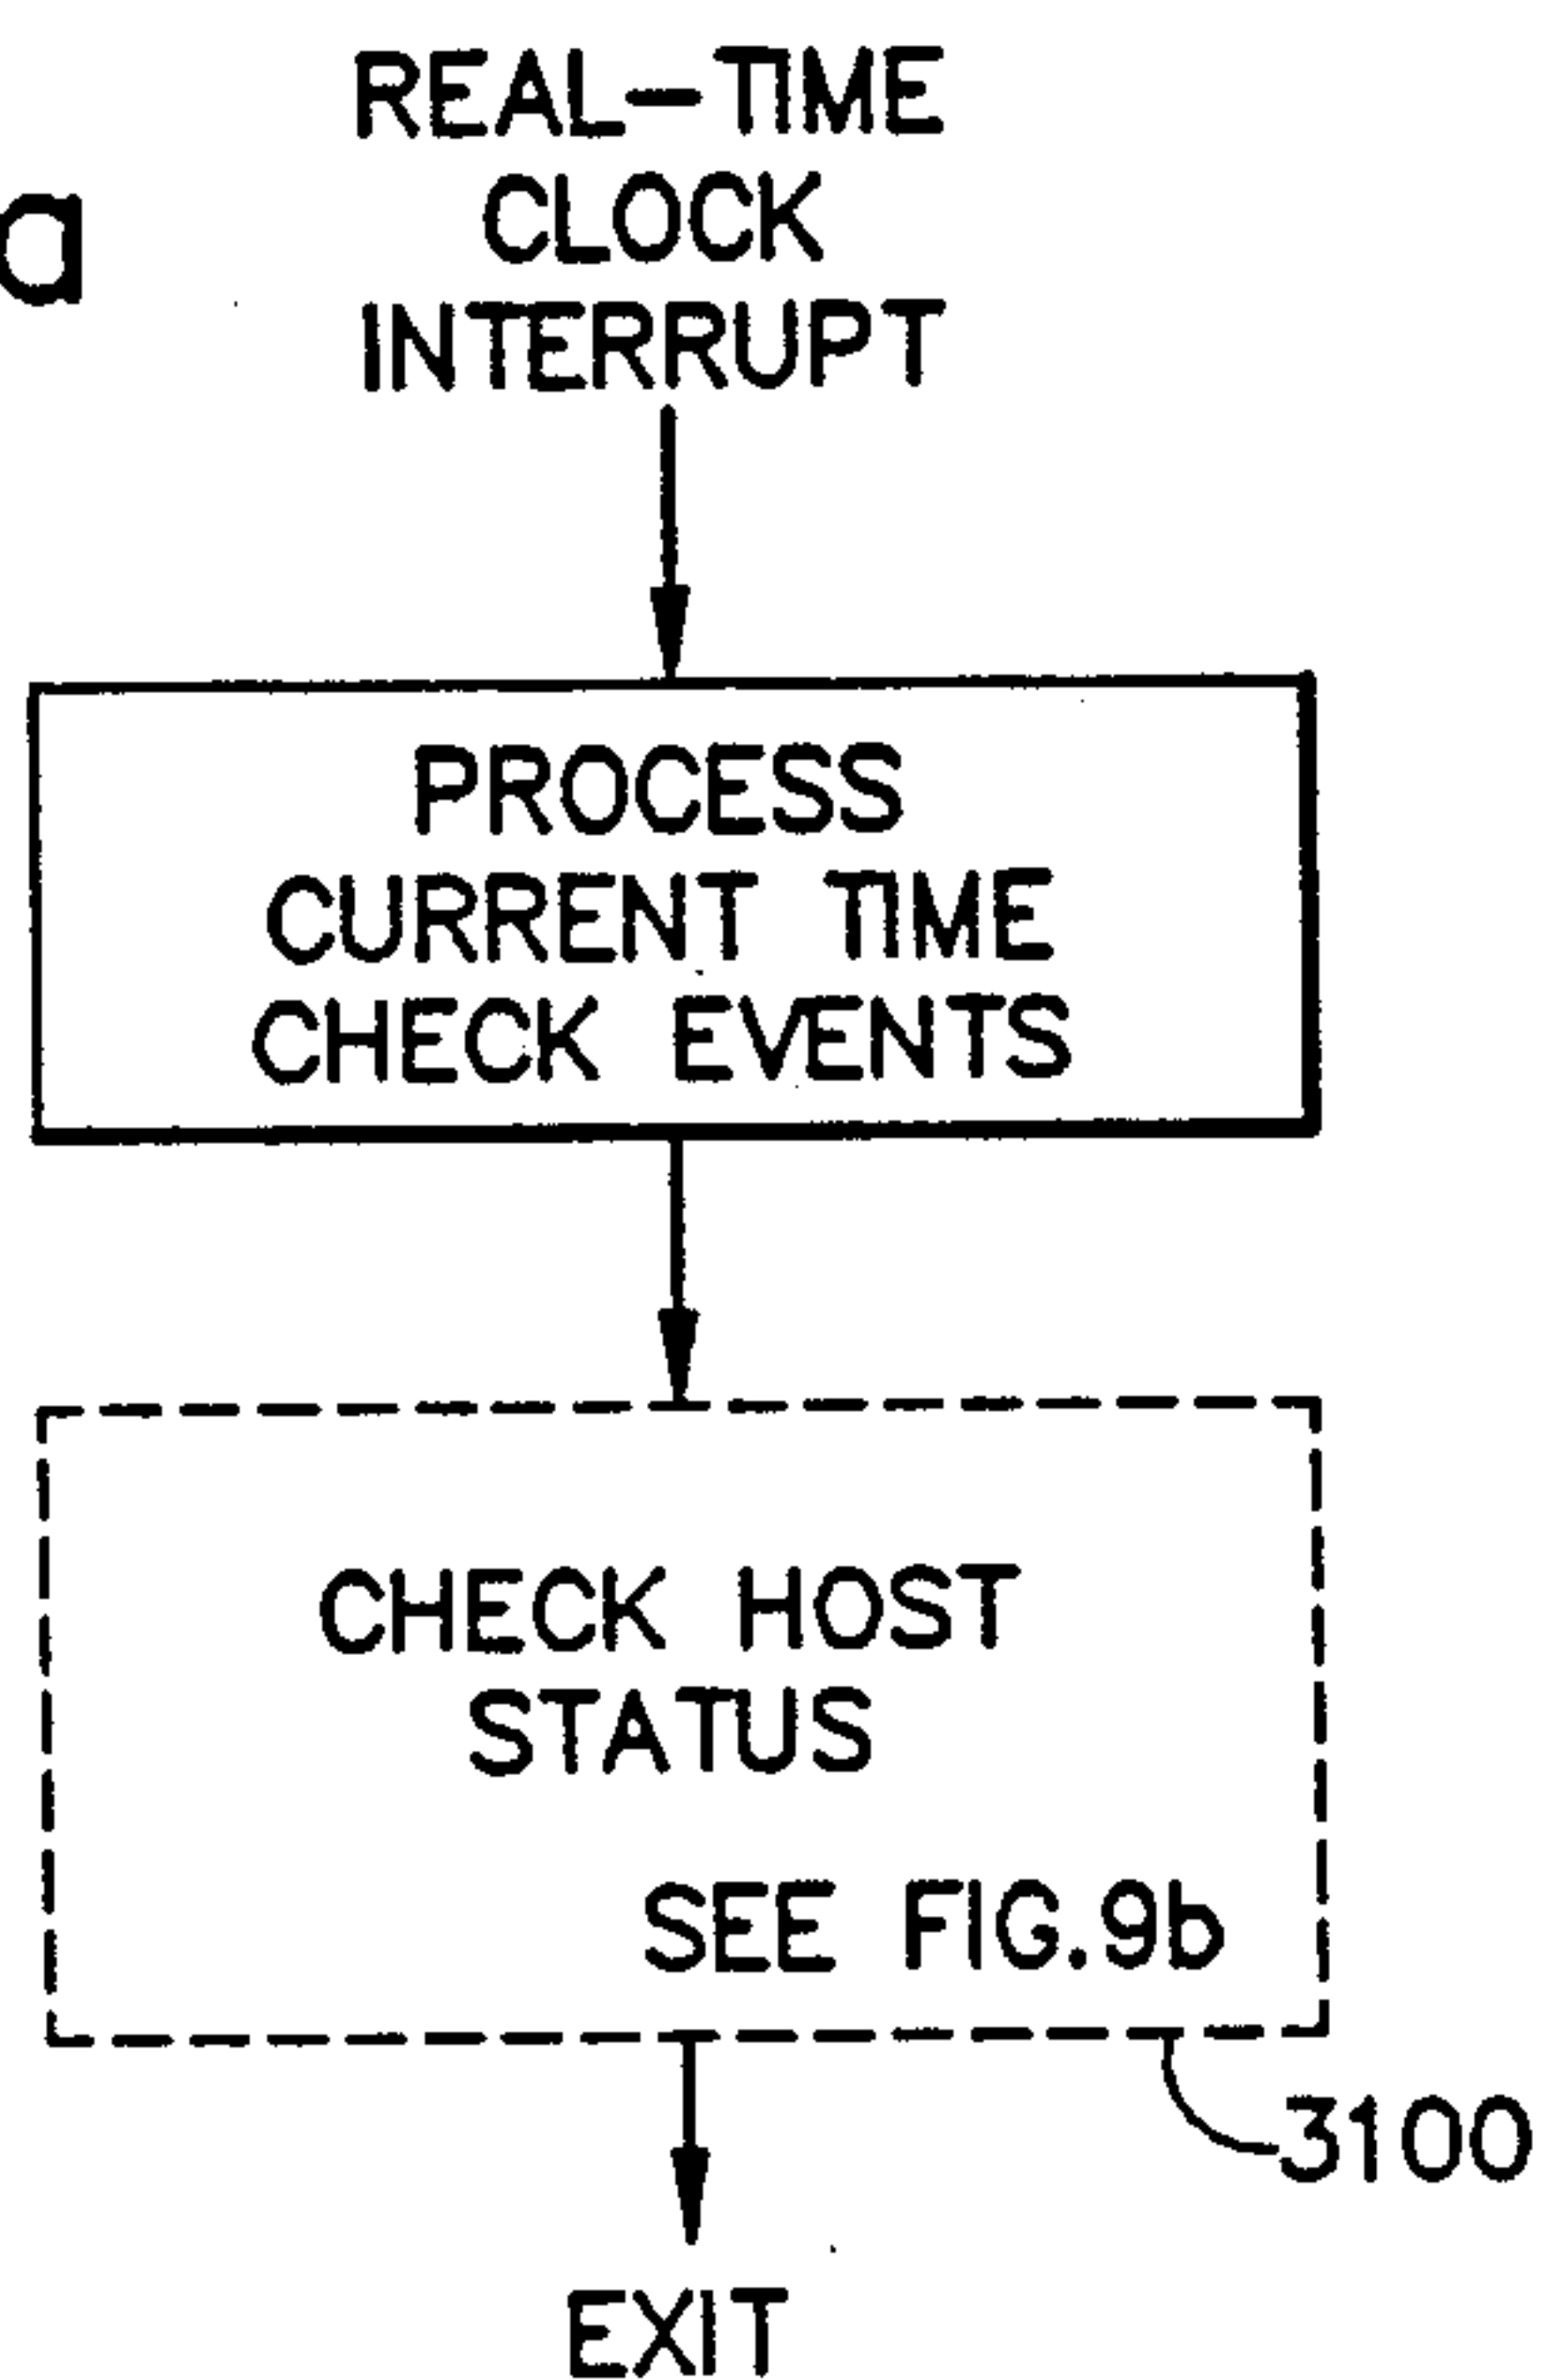 REAL-TIME
CLOCK
INTERRUPT
a
PROCESS
CURRENT TIME
CHECK EVENTS
CHECK HOST
STATUS
SEE FIG.9b
3100
EXIT